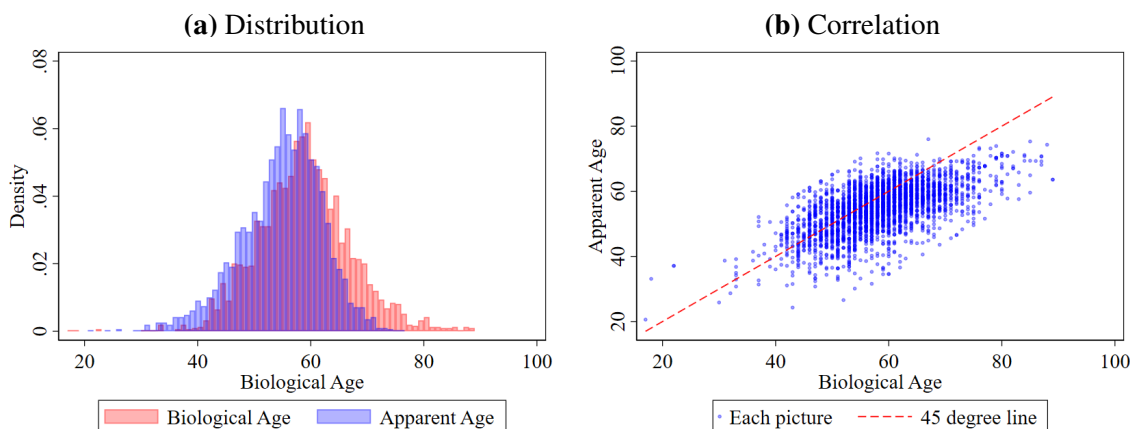 (a) Distribution
.08
.06
.04
.02
0
Density
20 40 60 80 100
Biological Age
Biological Age Apparent Age
(b) Correlation
100
80
60
40
20
Apparent Age
20 40 60 80 100
Biological Age
Each picture 45 degree line